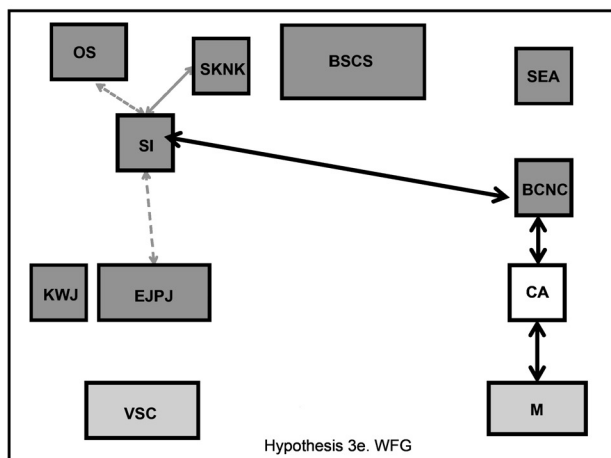 OS
SKNK
BSCS
SEA
SI
BCNC
KWJ
EJPJ
CA
VSC
M
Hypothesis 3e. WFG